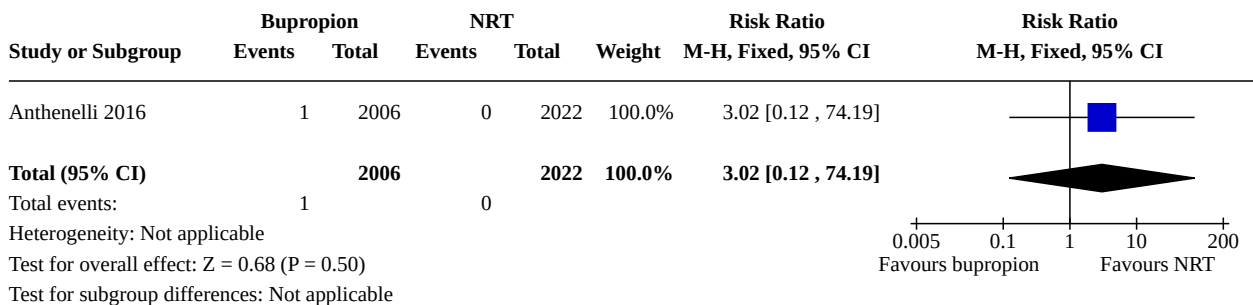 Bupropion NRT Risk Ratio Risk Ratio
Study or Subgroup Events Total Events Total Weight M-H, Fixed, 95% CI M-H, Fixed, 95% CI
Anthenelli 2016 1 2006 0 2022 100.0% 3.02 [0.12 , 74.19]
Total (95% CI) 2006 2022 100.0% 3.02 [0.12 , 74.19]
Total events: 1 0
Heterogeneity: Not applicable
0.005 0.1 1 10 200
Test for overall effect: Z = 0.68 (P = 0.50)
Favours bupropion Favours NRT
Test for subgroup differences: Not applicable